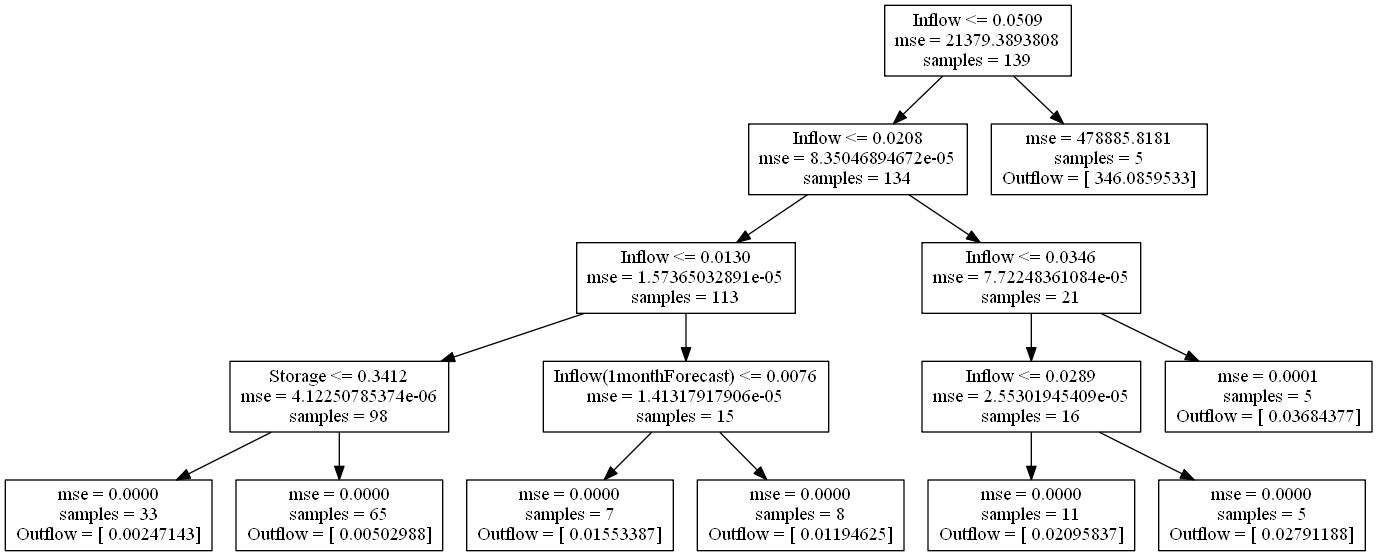 Inflow <= 0.0509
mse = 21379.3893808
samples = 139
Inflow <= 0.0208
mse = 8.35046894672e-05
samples = 134
mse = 478885.8181
samples = 5
Outflow = [ 346.0859533]
Inflow <= 0.0130
mse = 1.57365032891e-05
samples = 113
Inflow <= 0.0346
mse = 7.72248361084e-05
samples = 21
Storage <= 0.3412
mse = 4.12250785374e-06
samples = 98
Inflow(1monthForecast) <= 0.0076
mse = 1.41317917906e-05
samples = 15
Inflow <= 0.0289
mse = 2.55301945409e-05
samples = 16
mse = 0.0001
samples = 5
Outflow = [ 0.03684377]
mse = 0.0000
samples = 33
Outflow = [ 0.00247143]
mse = 0.0000
samples = 65
Outflow = [ 0.00502988]
mse = 0.0000
samples = 7
Outflow = [ 0.01553387]
mse = 0.0000
samples = 8
Outflow = [ 0.01194625]
mse = 0.0000
samples = 11
Outflow = [ 0.02095837]
mse = 0.0000
samples = 5
Outflow = [ 0.02791188]